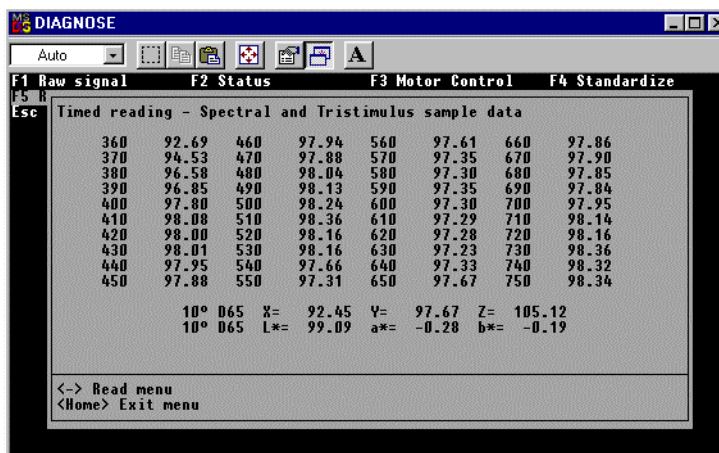 DIAGNOSE
Auto A
F1 Raw signal F2 Status F3 Motor Control F4 Standardize
F5 R
Esc Timed reading - Spectral and Tristimulus sample data
360 92.69 460 97.94 560 97.61 660 97.86
370 94.53 470 97.88 570 97.35 670 97.90
380 96.58 480 98.04 580 97.30 680 97.85
390 96.85 490 98.13 590 97.35 690 97.84
400 97.80 500 98.24 600 97.30 700 97.95
410 98.08 510 98.36 610 97.29 710 98.14
420 98.00 520 98.16 620 97.28 720 98.16
430 98.01 530 98.16 630 97.23 730 98.36
440 97.95 540 97.66 640 97.33 740 98.32
450 97.88 550 97.31 650 97.67 750 98.34
10º D65 X= 92.45 Y= 97.67 Z= 105.12
10º D65 L*= 99.09 a*= -0.28 b*= -0.19
<-> Read menu
<Home> Exit menu